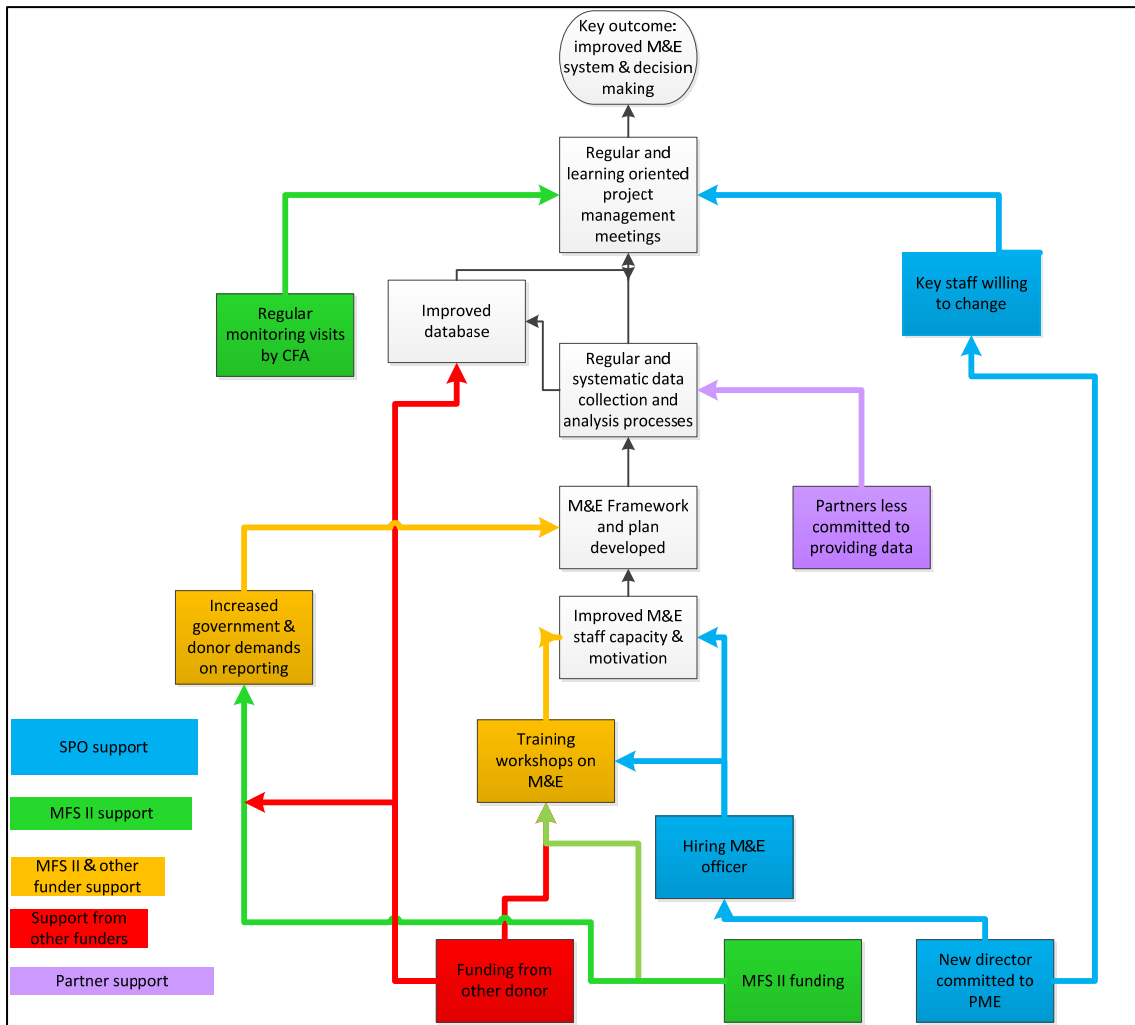 Key outcome:
improved M&E
system & decision
making
Regular and
learning oriented
project
management
meetings
Key staff willing
to change
Regular
monitoring visits
by CFA
Improved
database
Regular and
systematic data
collection and
analysis processes
M&E Framework
and plan
developed
Partners less
committed to
providing data
Increased
government &
donor demands
on reporting
Improved M&E
staff capacity &
motivation
SPO support
Training
workshops on
M&E
MFS II support
Hiring M&E
officer
MFS II & other
funder support
Support from
other funders
Funding from
other donor
MFS II funding
New director
committed to
PME
Partner support